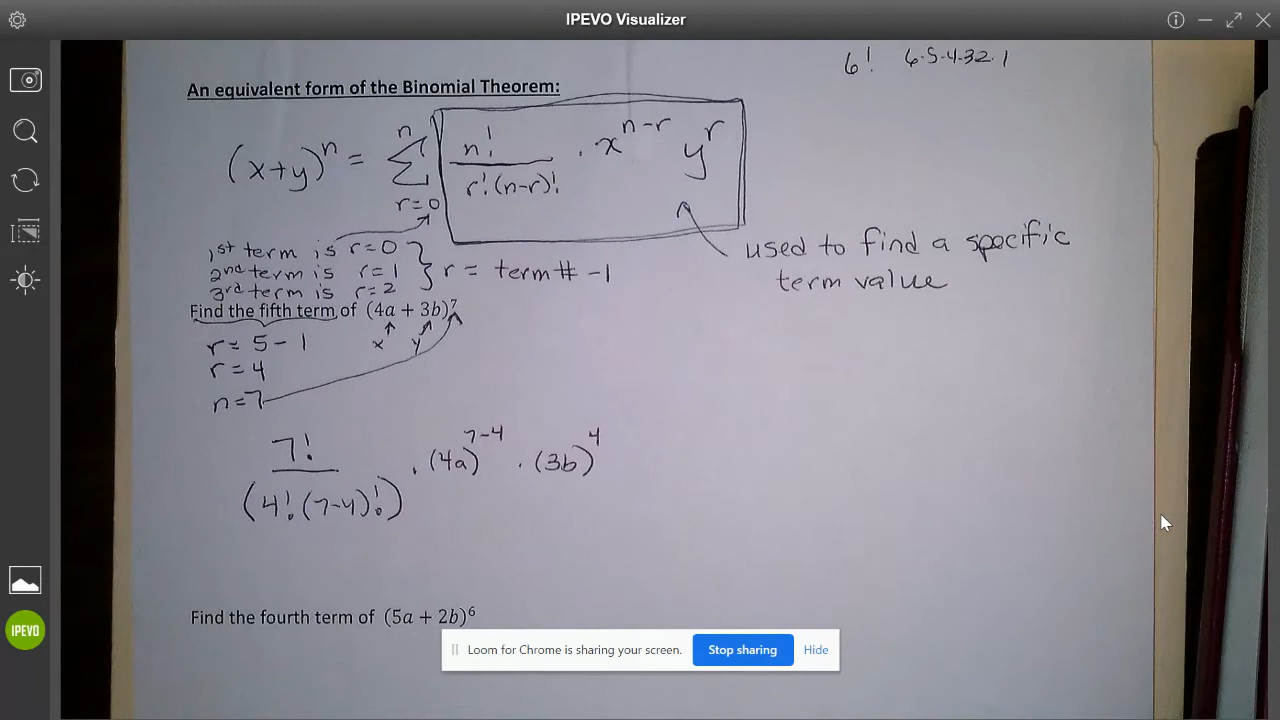 IPEVO Visualizer
6! 6·5·4·32·1
An equivalent form of the Binomial Theorem:
(x+y)ⁿ = Σ n r=0 n!/r!(n-r)! · xⁿ⁻ʳ yʳ
1st term is r=0
2nd term is r=1
3rd term is r=2
r = term # -1
used to find a specific
term value
Find the fifth term of (4a + 3b)⁷
r = 5 - 1 x y
r = 4
n = 7
7!/(4!(7-4)!) · (4a)⁷⁻⁴ · (3b)⁴
Find the fourth term of (5a + 2b)⁶
IPEVO
Loom for Chrome is sharing your screen. Stop sharing Hide